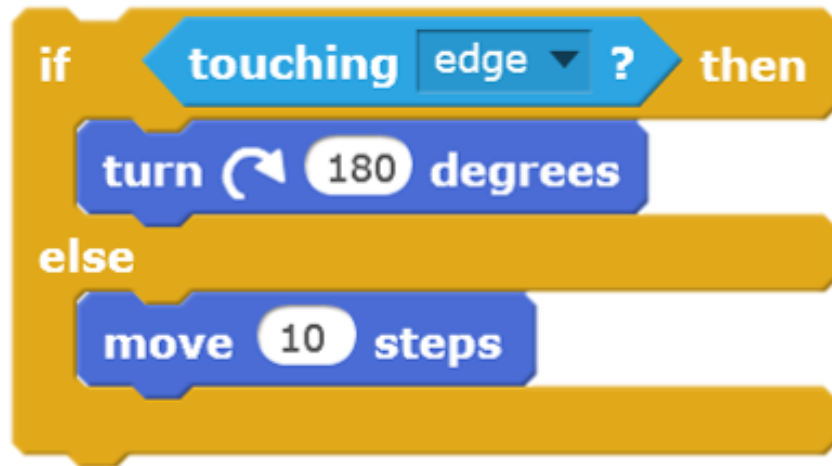 if touching edge ? then
turn 180 degrees
else
move 10 steps